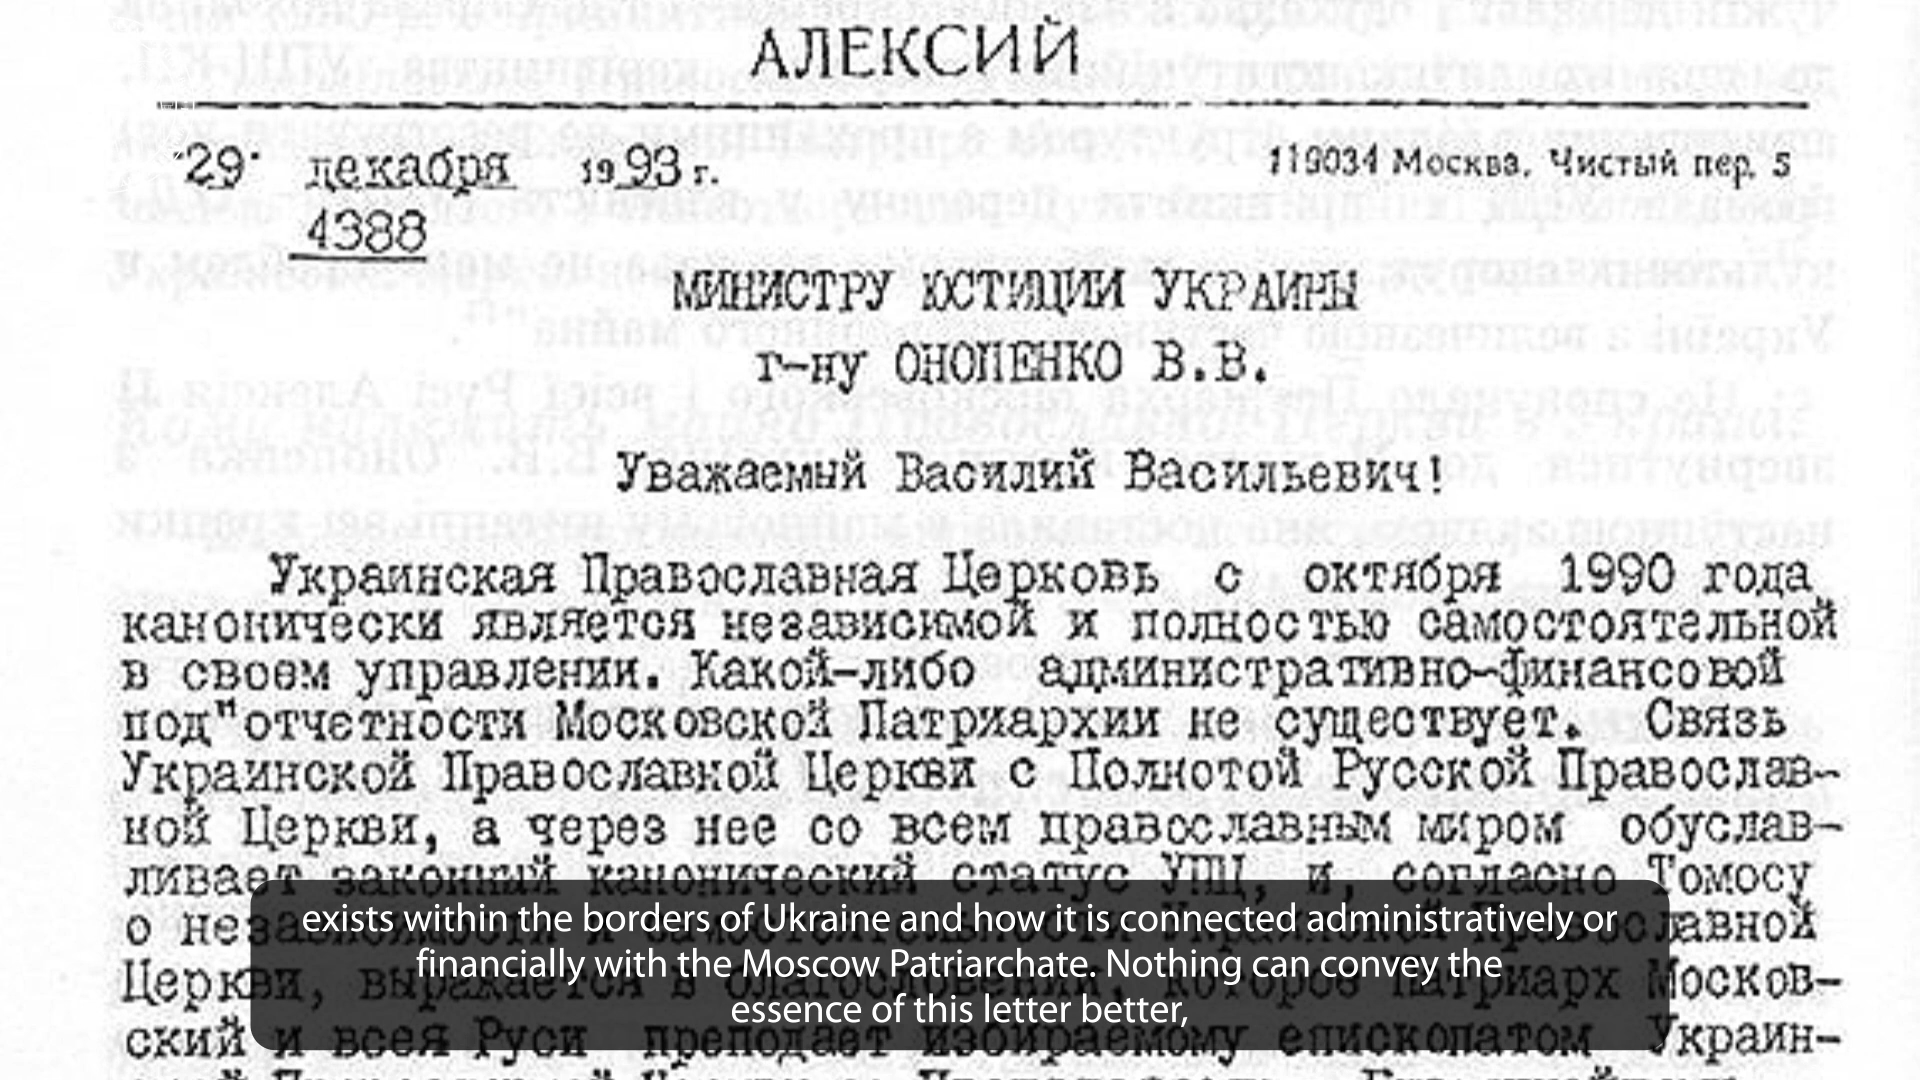 АЛЕКСИЙ
"29" декабря 1993 г.
119034 Москва, Чистый пер. 5
4388
МИНИСТРУ ЮСТИЦИИ УКРАИНЫ
г-ну ОНОПЕНКО В.В.
Уважаемый Василий Васильевич!
Украинская Православная Церковь с октября 1990 года
канонически является независимой и полностью самостоятельной
в своем управлении. Какой-либо административно-финансовой
под"отчетности Московской Патриархии не существует. Связь
Украинской Православной Церкви с Полнотой Русской Православ-
ной Церкви, а через нее со всем православным миром обуслав-
ливает законный канонический статус УПЦ, и, согласно Томосу
о независимости и самостоятельности Украинской Православной
Церкви, выражается в благословении, которое Патриарх Москов-
ский и всея Руси преподает избираемому епископатом Украин-
exists within the borders of Ukraine and how it is connected administratively or
financially with the Moscow Patriarchate. Nothing can convey the
essence of this letter better,